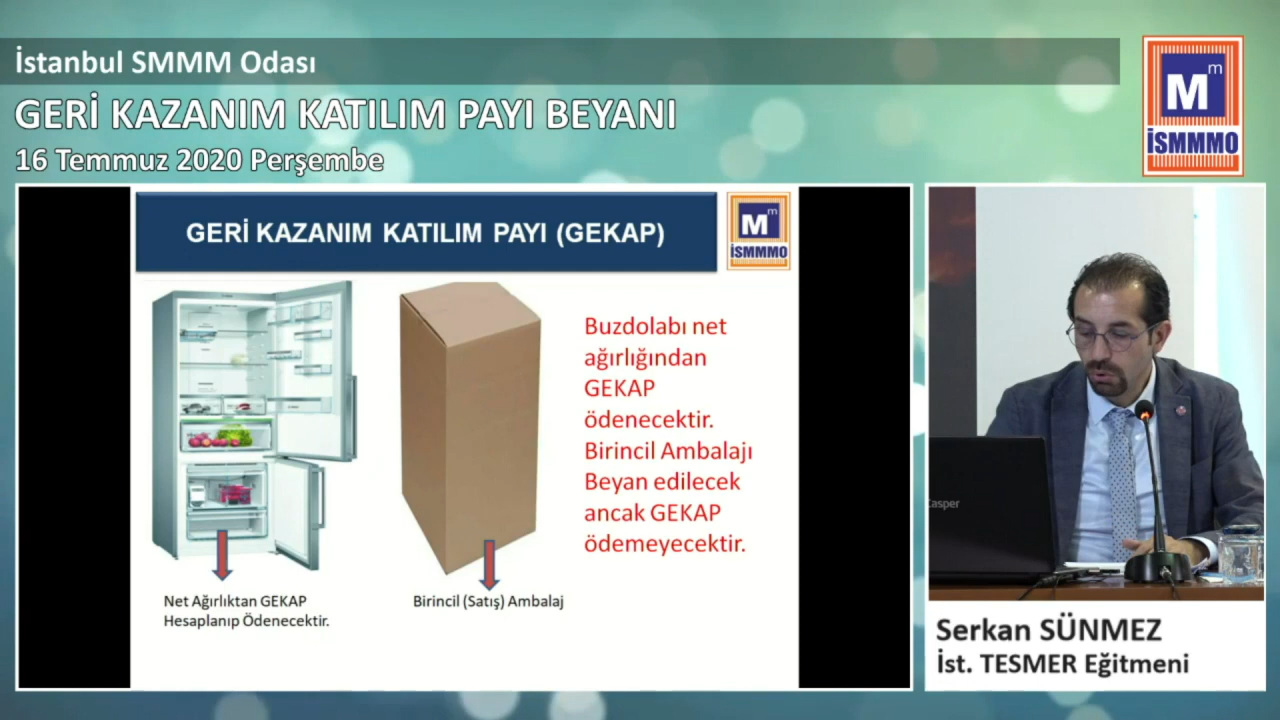 İstanbul SMMM Odası
GERİ KAZANIM KATILIM PAYI BEYANI
16 Temmuz 2020 Perşembe
M m
İSMMMO
GERİ KAZANIM KATILIM PAYI (GEKAP)
M m
İSMMMO
Buzdolabı net
ağırlığından
GEKAP
ödenecektir.
Birincil Ambalajı
Beyan edilecek
ancak GEKAP
ödemeyecektir.
Net Ağırlıktan GEKAP
Hesaplanıp Ödenecektir.
Birincil (Satış) Ambalaj
Casper
Serkan SÜNMEZ
İst. TESMER Eğitmeni